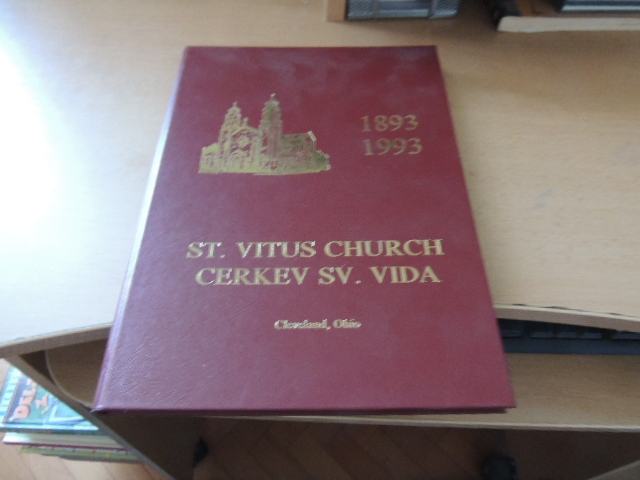 1893
1993
ST. VITUS CHURCH
CERKEV SV. VIDA
Cleveland, Ohio